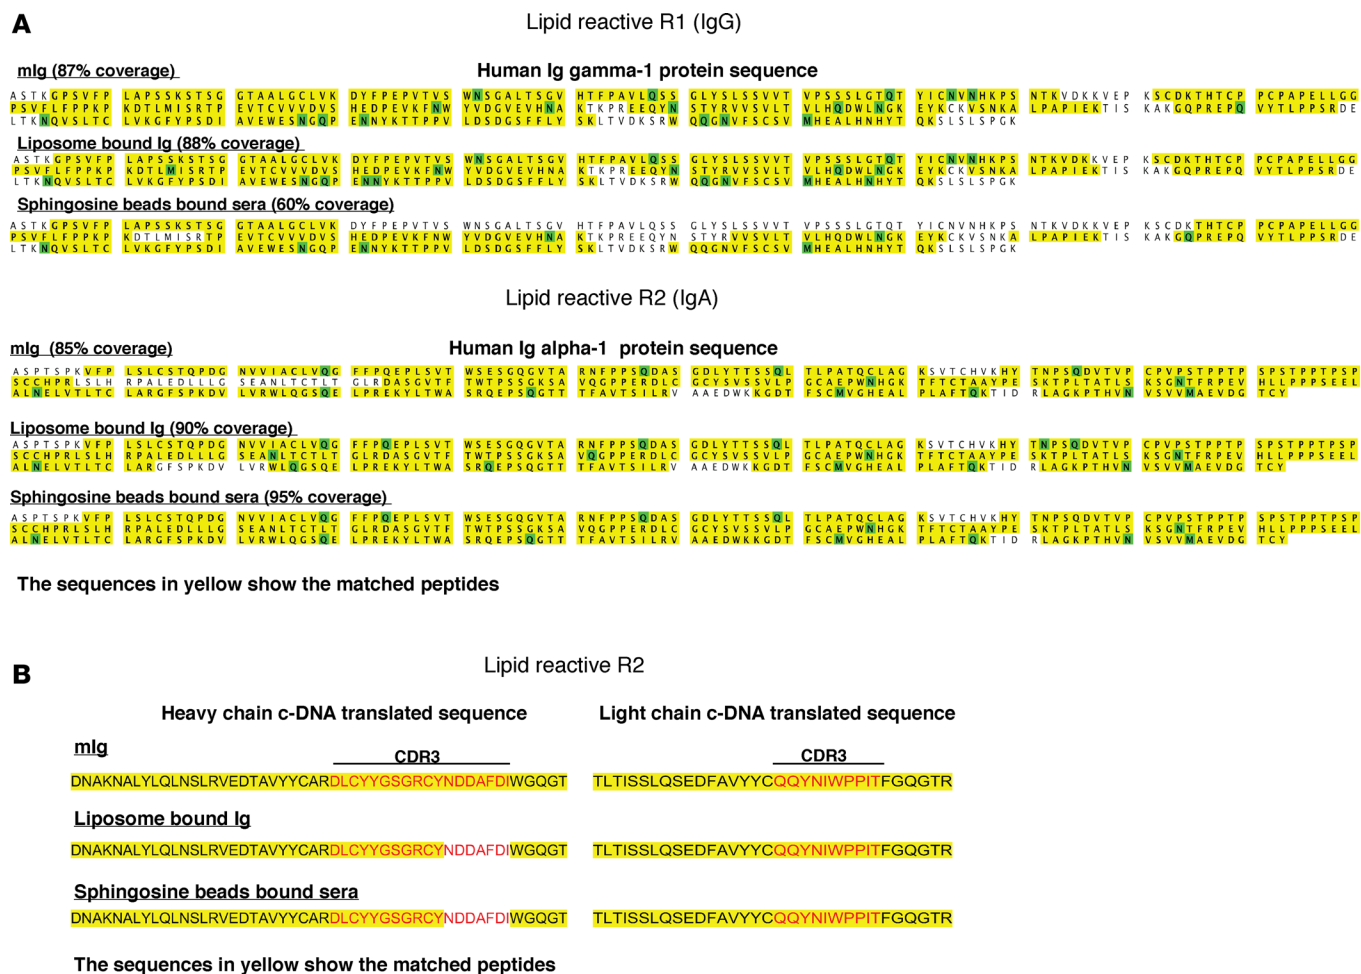 A
Lipid reactive R1 (IgG)
mIg (87% coverage) Human Ig gamma-1 protein sequence
ASTKGPSVFP LAPSSKSTSG GTAALGCLVK DYFPEPVTVS WNSGALTSGV HTFPAVLQSS GLYSLSSVVT VPSSSLGTQT YICNVNHKPS NTKVDKKVEP KSCDKTHTCP PCPAPELLGG
PSVFLFPPKP KDTLMISRTP EVTCVVVDVS HEDPEVKFNW YVDGVEVHNA KTKPREEQYN STYRVVSVLT VLHQDWLNGK EYKCKVSNKA LPAPIEKTIS KAKGQPREPQ VYTLPPSRDE
LTKNQVSLTC LVKGFYPSDI AVEWESNGQP ENNYKTTPPV LDSDGSFFLY SKLTVDKSRW QQGNVFSCSV MHEALHNHYT QKSLSLSPGK
Liposome bound Ig (88% coverage)
ASTKGPSVFP LAPSSKSTSG GTAALGCLVK DYFPEPVTVS WNSGALTSGV HTFPAVLQSS GLYSLSSVVT VPSSSLGTQT YICNVNHKPS NTKVDKKVEP KSCDKTHTCP PCPAPELLGG
PSVFLFPPKP KDTLMISRTP EVTCVVVDVS HEDPEVKFNW YVDGVEVHNA KTKPREEQYN STYRVVSVLT VLHQDWLNGK EYKCKVSNKA LPAPIEKTIS KAKGQPREPQ VYTLPPSRDE
LTKNQVSLTC LVKGFYPSDI AVEWESNGQP ENNYKTTPPV LDSDGSFFLY SKLTVDKSRW QQGNVFSCSV MHEALHNHYT QKSLSLSPGK
Sphingosine beads bound sera (60% coverage)
ASTKGPSVFP LAPSSKSTSG GTAALGCLVK DYFPEPVTVS WNSGALTSGV HTFPAVLQSS GLYSLSSVVT VPSSSLGTQT YICNVNHKPS NTKVDKKVEP KSCDKTHTCP PCPAPELLGG
PSVFLFPPKP KDTLMISRTP EVTCVVVDVS HEDPEVKFNW YVDGVEVHNA KTKPREEQYN STYRVVSVLT VLHQDWLNGK EYKCKVSNKA LPAPIEKTIS KAKGQPREPQ VYTLPPSRDE
LTKNQVSLTC LVKGFYPSDI AVEWESNGQP ENNYKTTPPV LDSDGSFFLY SKLTVDKSRW QQGNVFSCSV MHEALHNHYT QKSLSLSPGK
Lipid reactive R2 (IgA)
mIg (85% coverage) Human Ig alpha-1 protein sequence
ASPTSPKVFP LSLCSTQPDG NVVIACLVQG FFPQEPLSVT WSESGQGVTA RNFPPSQDAS GDLYTTSSQL TLPATQCLAG KSVTCHVKHY TNPSQDVTVP CPVPSTPPTP SPSTPPTPSP
SCCHPRLSLH RPALEDLLLG SEANLTCTLT GLRDASGVTF TWTPSSGKSA VQGPPERDLC GCYSVSSVLP GCAEPWNHGK TFTCTAAYPE SKTPLTATLS KSGNTFRPEV HLLPPPSEEL
ALNELVTLTC LARGFSPKDV LVRWLQGSQE LPREKYLTWA SRQEPSQGTT TFAVTSILRV AAEDWKKGDT FSCMVGHEAL PLAFTQKTID RLAGKPTHVN VSVVMAEVDG TCY
Liposome bound Ig (90% coverage)
ASPTSPKVFP LSLCSTQPDG NVVIACLVQG FFPQEPLSVT WSESGQGVTA RNFPPSQDAS GDLYTTSSQL TLPATQCLAG KSVTCHVKHY TNPSQDVTVP CPVPSTPPTP SPSTPPTPSP
SCCHPRLSLH RPALEDLLLG SEANLTCTLT GLRDASGVTF TWTPSSGKSA VQGPPERDLC GCYSVSSVLP GCAEPWNHGK TFTCTAAYPE SKTPLTATLS KSGNTFRPEV HLLPPPSEEL
ALNELVTLTC LARGFSPKDV LVRWLQGSQE LPREKYLTWA SRQEPSQGTT TFAVTSILRV AAEDWKKGDT FSCMVGHEAL PLAFTQKTID RLAGKPTHVN VSVVMAEVDG TCY
Sphingosine beads bound sera (95% coverage)
ASPTSPKVFP LSLCSTQPDG NVVIACLVQG FFPQEPLSVT WSESGQGVTA RNFPPSQDAS GDLYTTSSQL TLPATQCLAG KSVTCHVKHY TNPSQDVTVP CPVPSTPPTP SPSTPPTPSP
SCCHPRLSLH RPALEDLLLG SEANLTCTLT GLRDASGVTF TWTPSSGKSA VQGPPERDLC GCYSVSSVLP GCAEPWNHGK TFTCTAAYPE SKTPLTATLS KSGNTFRPEV HLLPPPSEEL
ALNELVTLTC LARGFSPKDV LVRWLQGSQE LPREKYLTWA SRQEPSQGTT TFAVTSILRV AAEDWKKGDT FSCMVGHEAL PLAFTQKTID RLAGKPTHVN VSVVMAEVDG TCY
The sequences in yellow show the matched peptides
B
Lipid reactive R2
Heavy chain c-DNA translated sequence Light chain c-DNA translated sequence
mIg
CDR3 CDR3
DNAKNALYLQLNSLRVEDTAVYYCARDLCYYGSGRCYNDDAFDIWGQGT TLTISSLQSEDFAVYYCQQYNIWPPITFGQGTR
Liposome bound Ig
DNAKNALYLQLNSLRVEDTAVYYCARDLCYYGSGRCYNDDAFDIWGQGT TLTISSLQSEDFAVYYCQQYNIWPPITFGQGTR
Sphingosine beads bound sera
DNAKNALYLQLNSLRVEDTAVYYCARDLCYYGSGRCYNDDAFDIWGQGT TLTISSLQSEDFAVYYCQQYNIWPPITFGQGTR
The sequences in yellow show the matched peptides